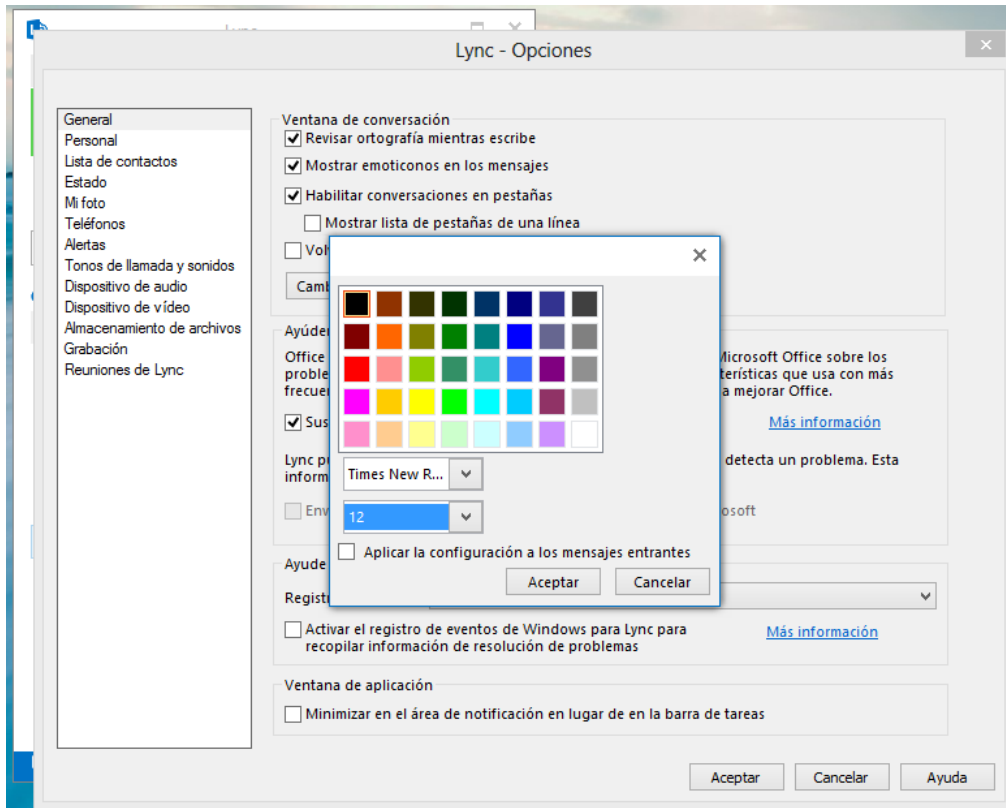 Lync - Opciones
General
Personal
Lista de contactos
Estado
Mi foto
Teléfonos
Alertas
Tonos de llamada y sonidos
Dispositivo de audio
Dispositivo de vídeo
Almacenamiento de archivos
Grabación
Reuniones de Lync
Ventana de conversación
Revisar ortografía mientras escribe
Mostrar emoticonos en los mensajes
Habilitar conversaciones en pestañas
Mostrar lista de pestañas de una línea
Office
Microsoft Office sobre los
que usa con más
a mejorar Office.
Más información
Lync
detecta un problema. Esta
Times New R...
12
Aplicar la configuración a los mensajes entrantes
Aceptar
Cancelar
Ayude
Activar el registro de eventos de Windows para Lync para
recopilar información de resolución de problemas
Más información
Ventana de aplicación
Minimizar en el área de notificación en lugar de en la barra de tareas
Aceptar
Cancelar
Ayuda